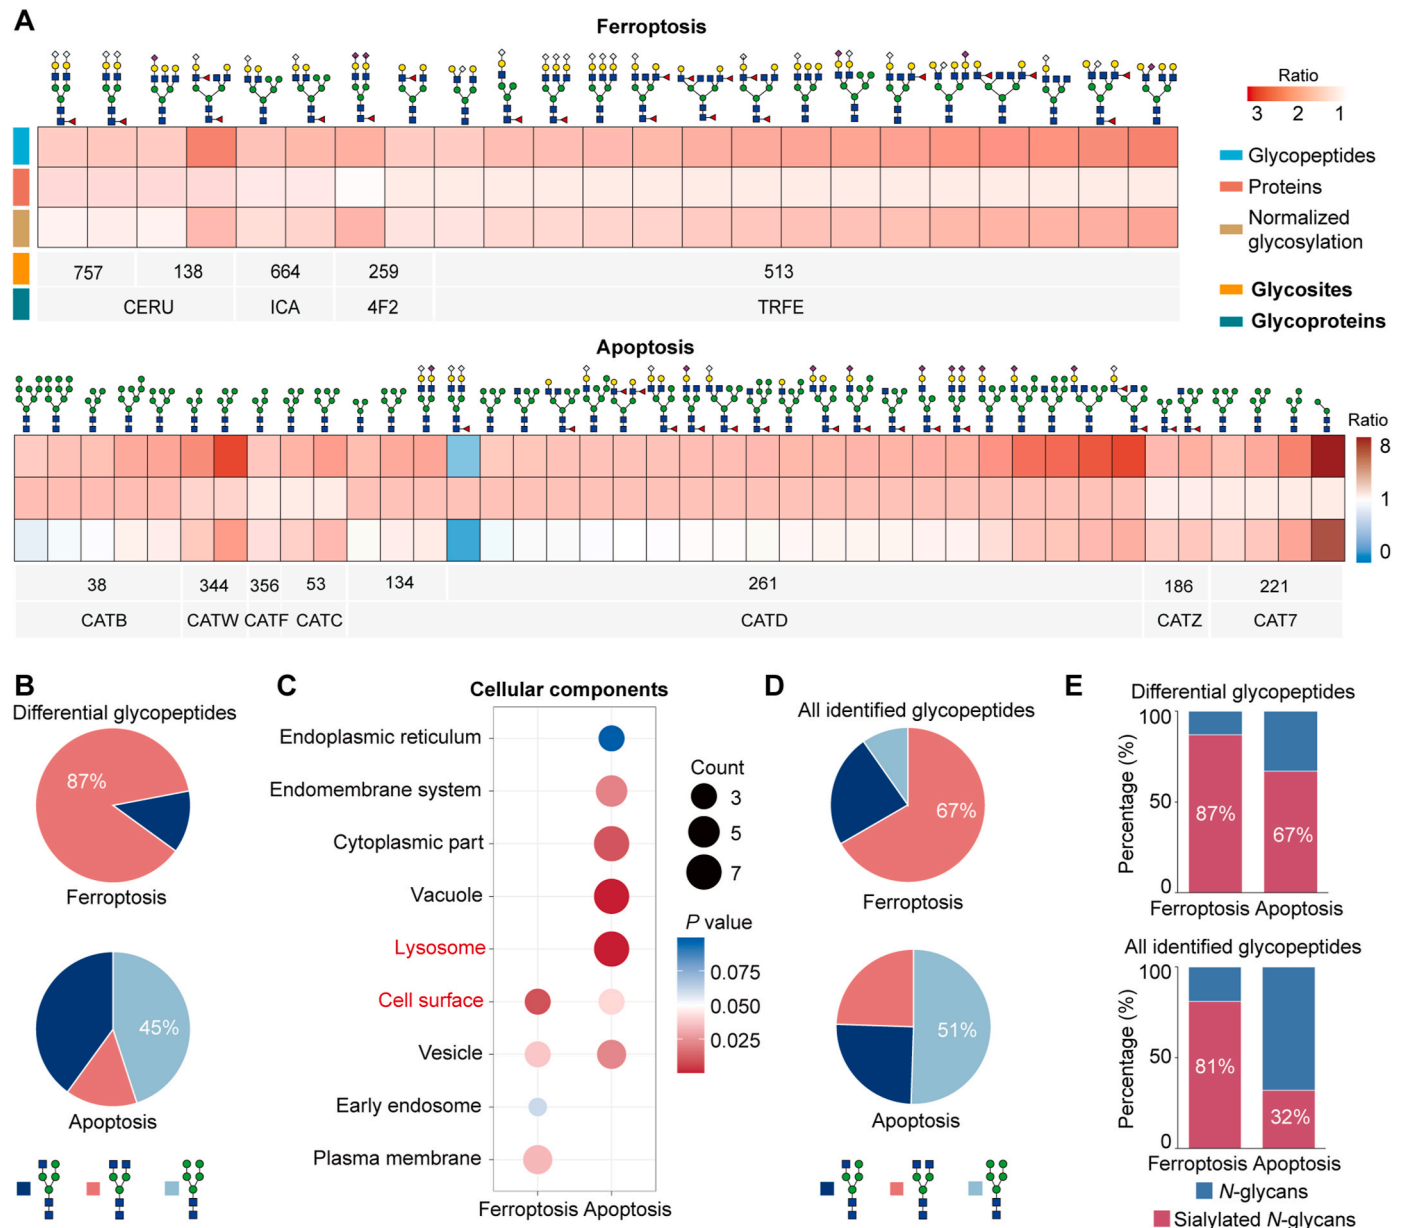 A
Ferroptosis
Ratio
3 2 1
Glycopeptides
Proteins
Normalized
glycosylation
Glycosites
Glycoproteins
757 138 664 259 513
CERU ICA 4F2 TRFE
Apoptosis
Ratio
8
1
0
38 344 356 53 134 261 186 221
CATB CATW CATF CATC CATD CATZ CAT7
B
Differential glycopeptides
87%
Ferroptosis
45%
Apoptosis
C
Cellular components
Endoplasmic reticulum
Endomembrane system
Cytoplasmic part
Vacuole
Lysosome
Cell surface
Vesicle
Early endosome
Plasma membrane
Ferroptosis Apoptosis
Count
3
5
7
P value
0.075
0.050
0.025
D
All identified glycopeptides
67%
Ferroptosis
51%
Apoptosis
E
Differential glycopeptides
Percentage (%)
100
50
0
87%
67%
Ferroptosis Apoptosis
All identified glycopeptides
Percentage (%)
100
50
0
81%
32%
Ferroptosis Apoptosis
N-glycans
Sialylated N-glycans